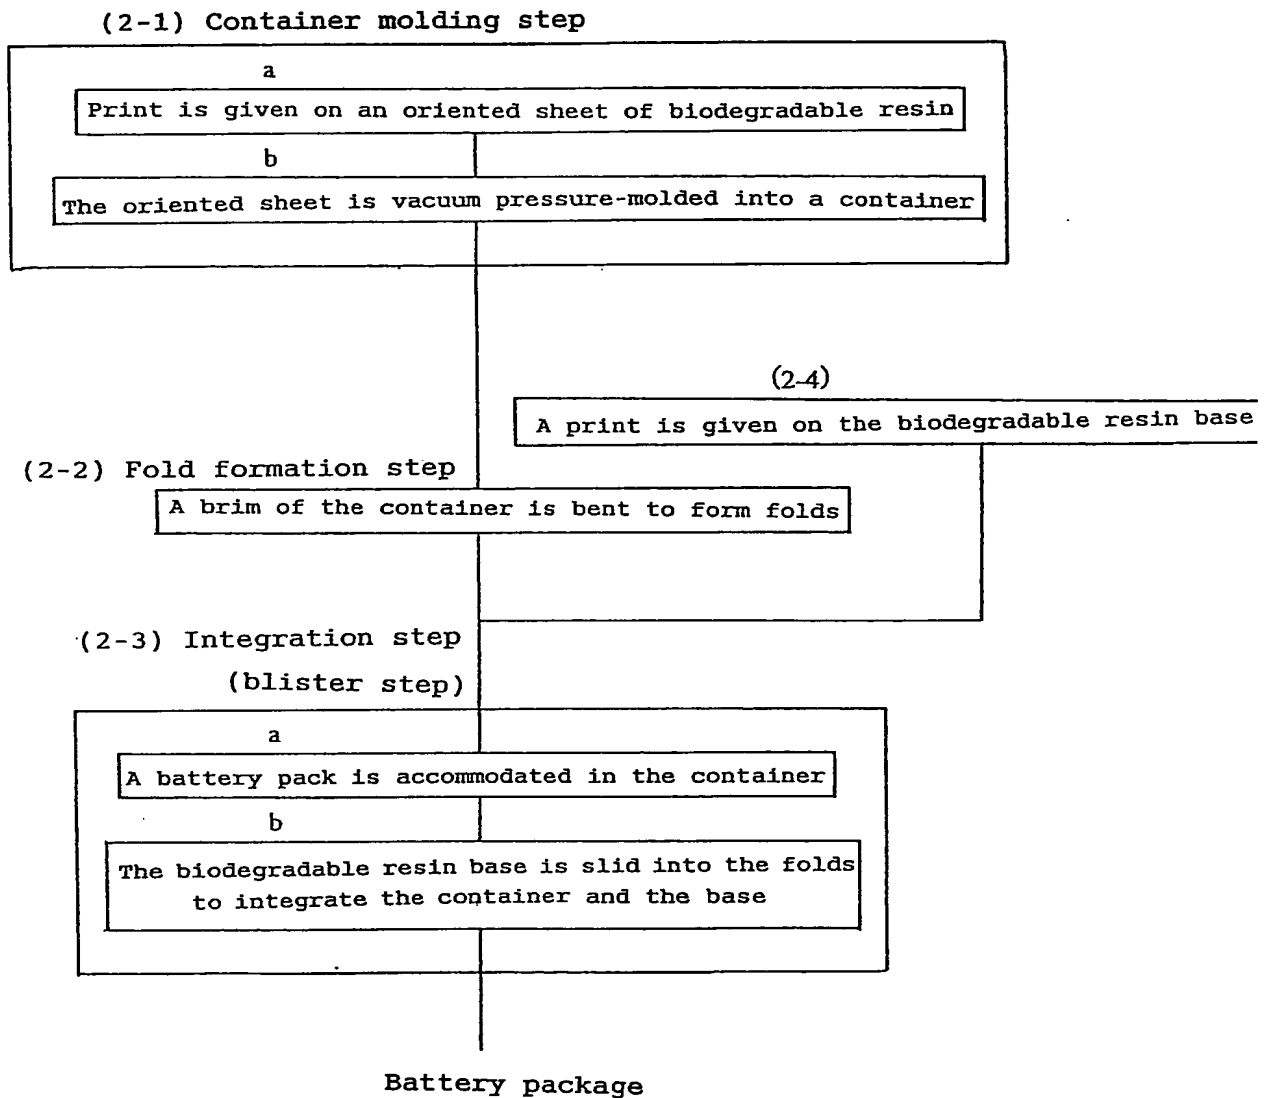 (2-1) Container molding step
a
Print is given on an oriented sheet of biodegradable resin
b
The oriented sheet is vacuum pressure-molded into a container
(2-4)
A print is given on the biodegradable resin base
(2-2) Fold formation step
A brim of the container is bent to form folds
(2-3) Integration step
(blister step)
a
A battery pack is accommodated in the container
b
The biodegradable resin base is slid into the folds
to integrate the container and the base
Battery package